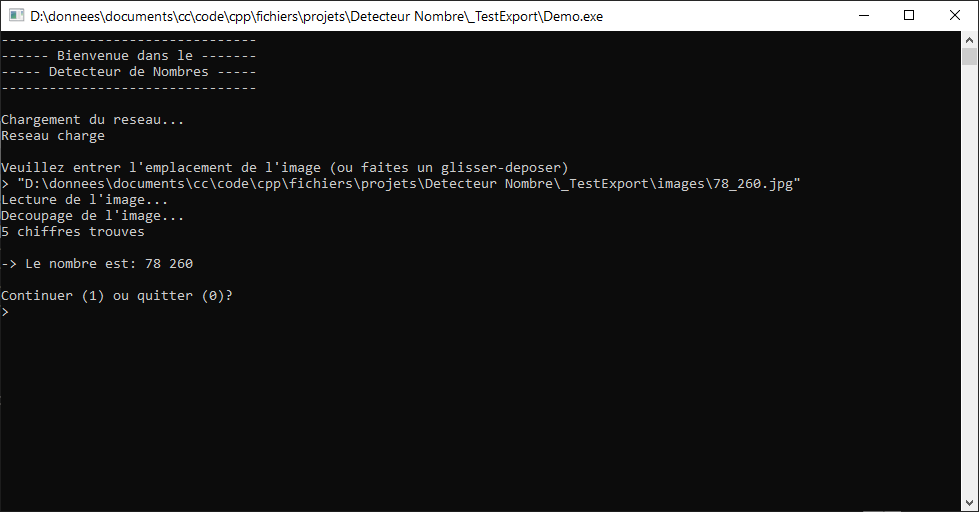 D:\donnees\documents\cc\code\cpp\fichiers\projets\Detecteur Nombre\_TestExport\Demo.exe
--------------------------------
------ Bienvenue dans le -------
----- Detecteur de Nombres -----
--------------------------------
Chargement du reseau...
Reseau charge
Veuillez entrer l'emplacement de l'image (ou faites un glisser-deposer)
> "D:\donnees\documents\cc\code\cpp\fichiers\projets\Detecteur Nombre\_TestExport\images\78_260.jpg"
Lecture de l'image...
Decoupage de l'image...
5 chiffres trouves
-> Le nombre est: 78 260
Continuer (1) ou quitter (0)?
>